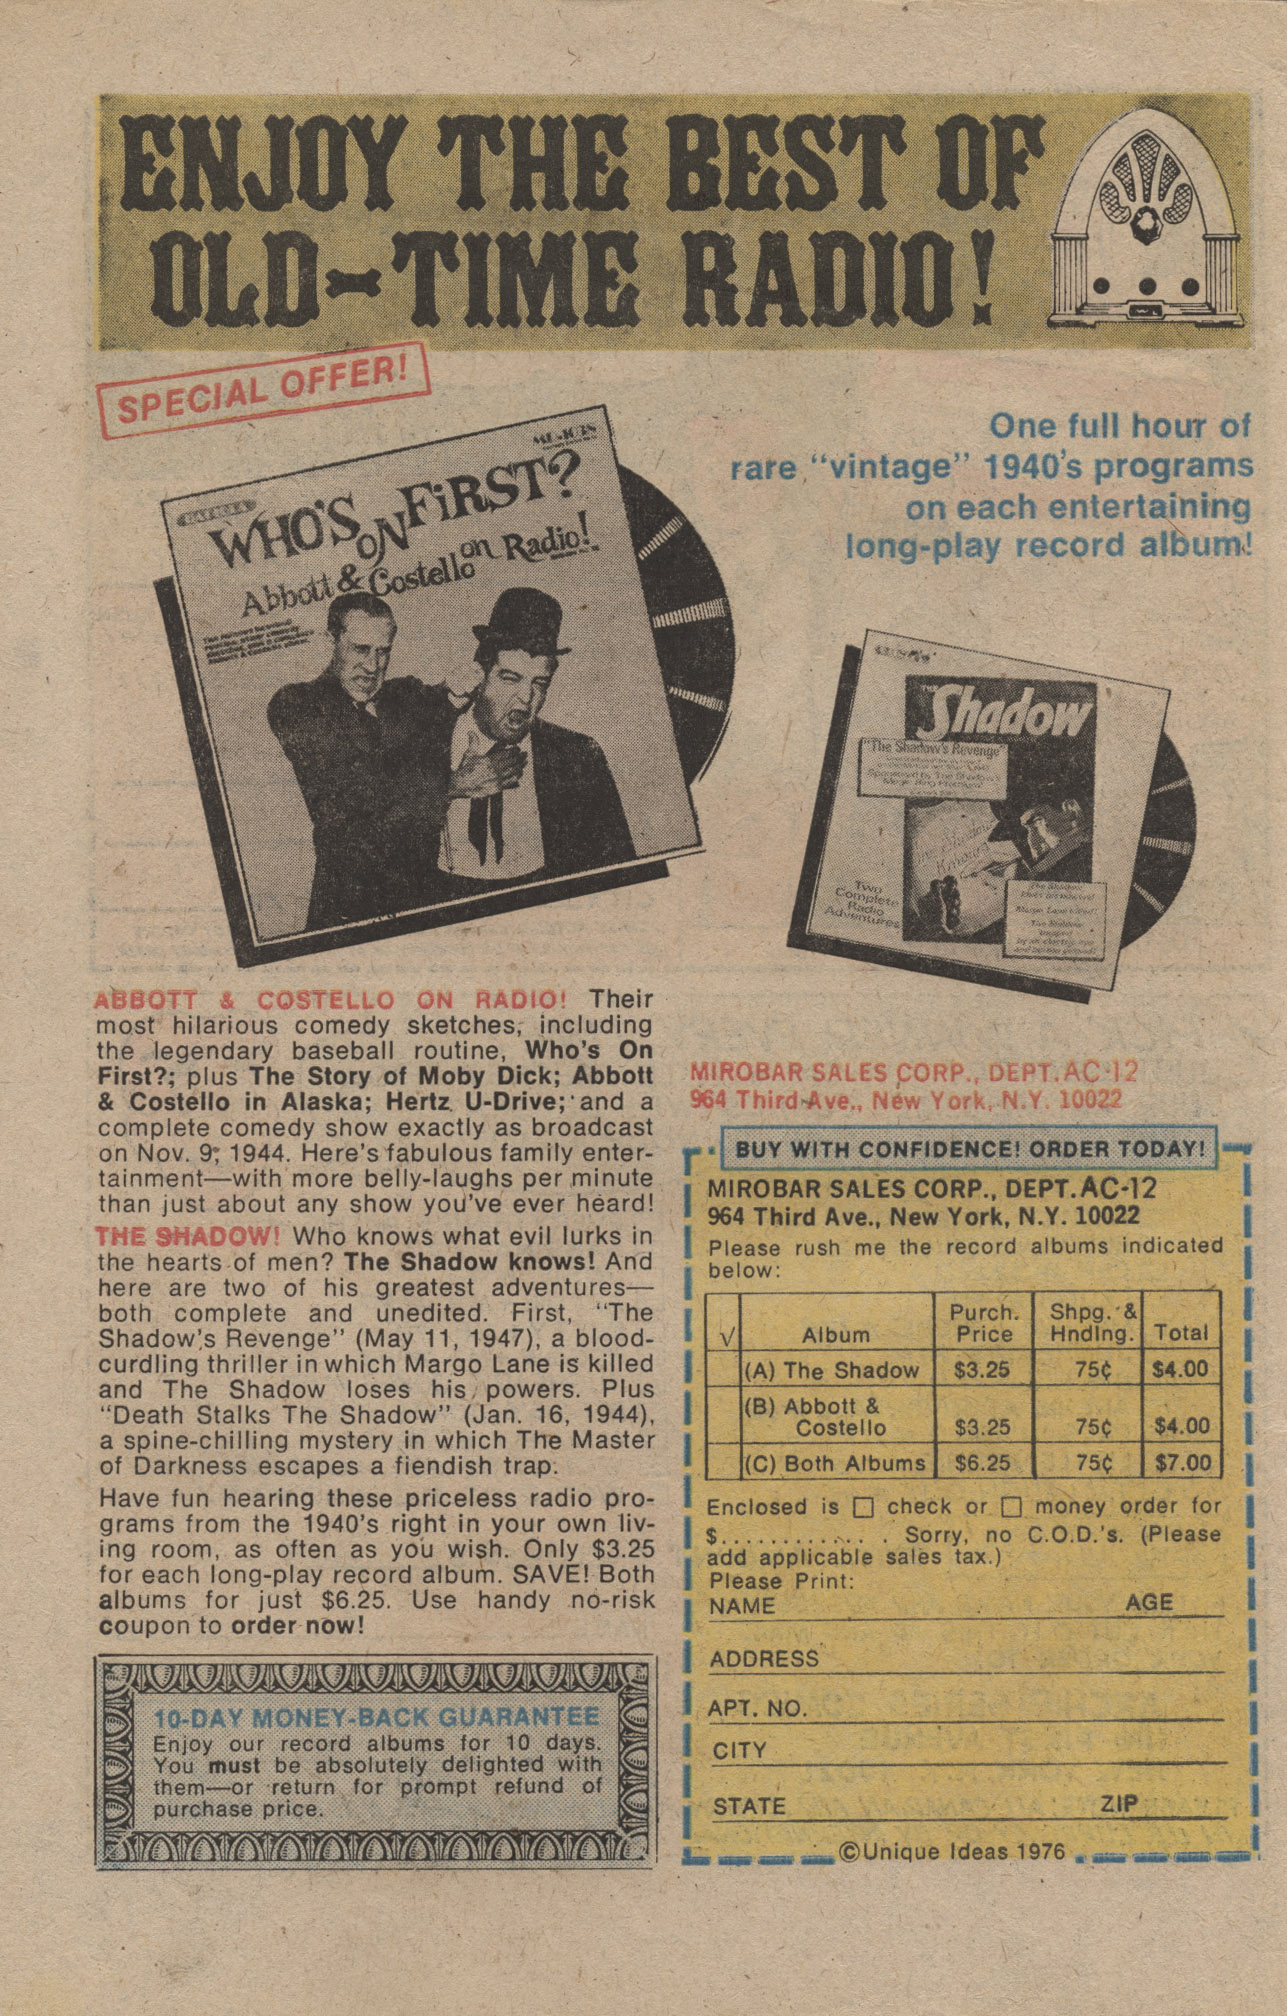 ENJOY THE BEST OF
OLD-TIME RADIO!
SPECIAL OFFER!
WHO'S ON FiRST?
Abbott & Costello on Radio!
One full hour of
rare "vintage" 1940's programs
on each entertaining
long-play record album!
THE
Shadow
"The Shadow's Revenge"
Two
Complete
Radio
Adventures
ABBOTT & COSTELLO ON RADIO! Their
most hilarious comedy sketches, including
the legendary baseball routine, Who's On
First?; plus The Story of Moby Dick; Abbott
& Costello in Alaska; Hertz U-Drive; and a
complete comedy show exactly as broadcast
on Nov. 9, 1944. Here's fabulous family enter-
tainment—with more belly-laughs per minute
than just about any show you've ever heard!
THE SHADOW! Who knows what evil lurks in
the hearts of men? The Shadow knows! And
here are two of his greatest adventures—
both complete and unedited. First, "The
Shadow's Revenge" (May 11, 1947), a blood-
curdling thriller in which Margo Lane is killed
and The Shadow loses his powers. Plus
"Death Stalks The Shadow" (Jan. 16, 1944),
a spine-chilling mystery in which The Master
of Darkness escapes a fiendish trap.
Have fun hearing these priceless radio pro-
grams from the 1940's right in your own liv-
ing room, as often as you wish. Only $3.25
for each long-play record album. SAVE! Both
albums for just $6.25. Use handy no-risk
coupon to order now!
10-DAY MONEY-BACK GUARANTEE
Enjoy our record albums for 10 days.
You must be absolutely delighted with
them—or return for prompt refund of
purchase price.
MIROBAR SALES CORP., DEPT. AC-12
964 Third Ave., New York, N.Y. 10022
BUY WITH CONFIDENCE! ORDER TODAY!
MIROBAR SALES CORP., DEPT. AC-12
964 Third Ave., New York, N.Y. 10022
Please rush me the record albums indicated
below:
√ Album Purch. Price Shpg. & Hndlng. Total
(A) The Shadow $3.25 75¢ $4.00
(B) Abbott & Costello $3.25 75¢ $4.00
(C) Both Albums $6.25 75¢ $7.00
Enclosed is □ check or □ money order for
$............ . Sorry, no C.O.D.'s. (Please
add applicable sales tax.)
Please Print:
NAME AGE
ADDRESS
APT. NO.
CITY
STATE ZIP
©Unique Ideas 1976